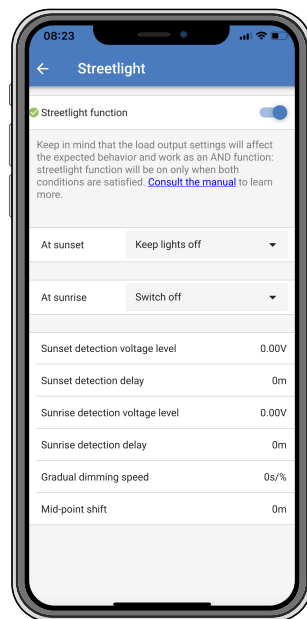 08:23
Streetlight
Streetlight function
Keep in mind that the load output settings will affect
the expected behavior and work as an AND function:
streetlight function will be on only when both
conditions are satisfied. Consult the manual to learn
more.
At sunset Keep lights off
At sunrise Switch off
Sunset detection voltage level 0.00V
Sunset detection delay 0m
Sunrise detection voltage level 0.00V
Sunrise detection delay 0m
Gradual dimming speed 0s/%
Mid-point shift 0m